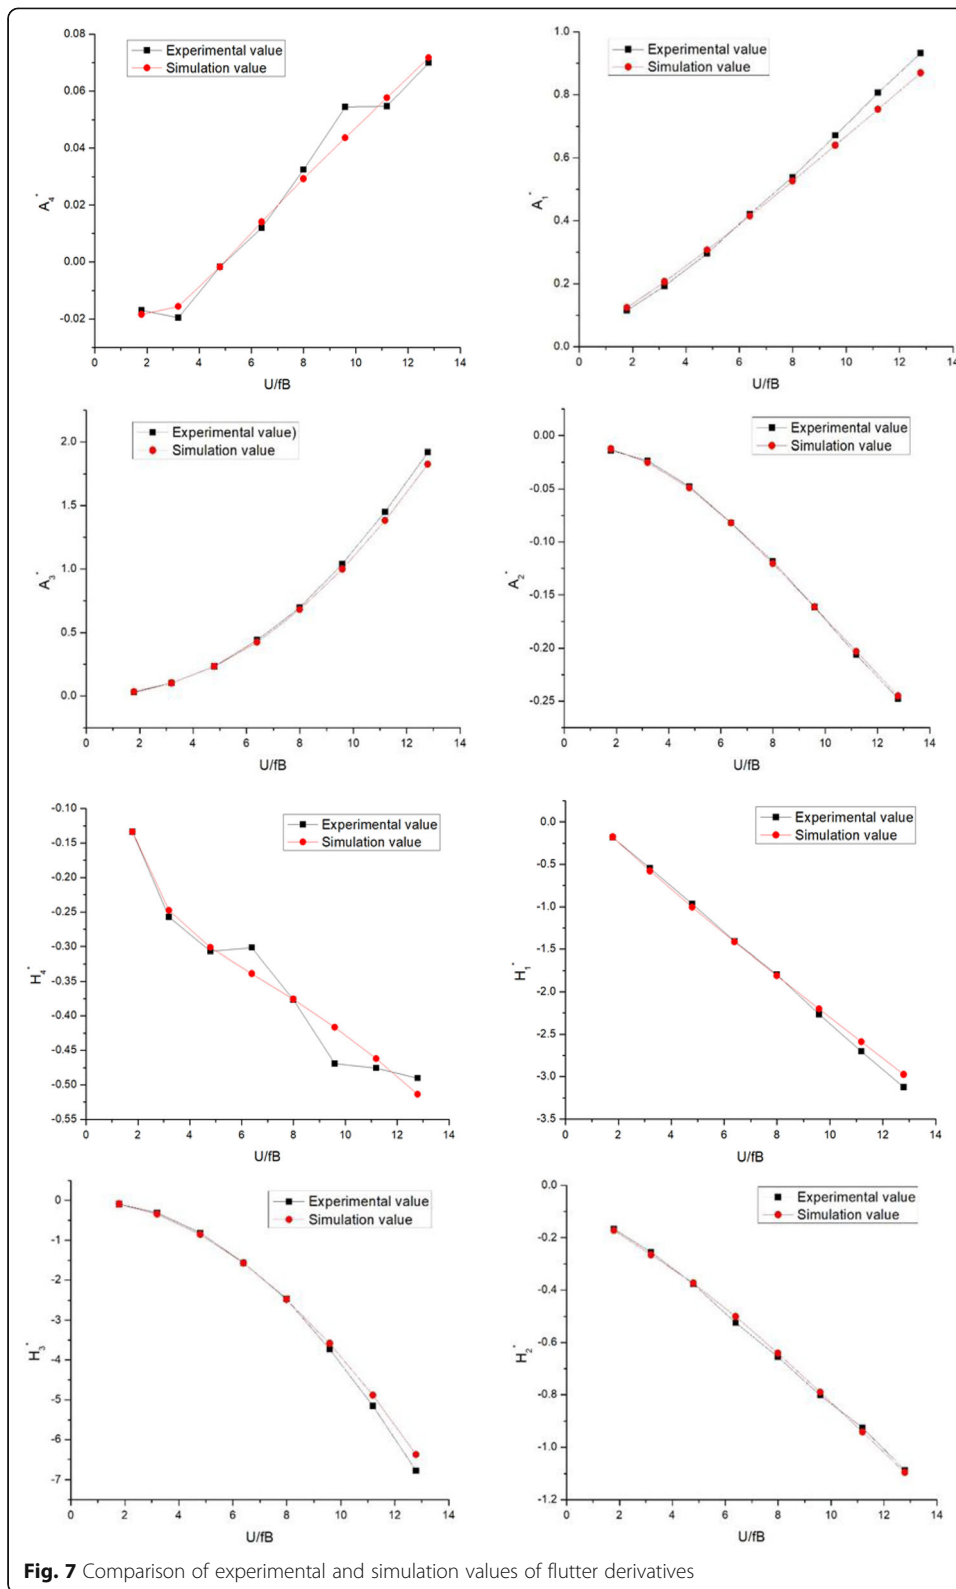 0.08
0.06
0.04
0.02
0.00
-0.02
A4*
Experimental value
Simulation value
0 2 4 6 8 10 12 14
U/fB
1.0
0.8
0.6
0.4
0.2
0.0
A1*
Experimental value
Simulation value
0 2 4 6 8 10 12 14
U/fB
2.0
1.5
1.0
0.5
0.0
A3*
Experimental value)
Simulation value
0 2 4 6 8 10 12 14
U/fB
0.00
-0.05
-0.10
-0.15
-0.20
-0.25
A2*
Experimental value
Simulation value
0 2 4 6 8 10 12 14
U/fB
-0.10
-0.15
-0.20
-0.25
-0.30
-0.35
-0.40
-0.45
-0.50
-0.55
H4*
Experimental value
Simulation value
0 2 4 6 8 10 12 14
U/fB
0.0
-0.5
-1.0
-1.5
-2.0
-2.5
-3.0
-3.5
H1*
Experimental value
Simulation value
0 2 4 6 8 10 12 14
U/fB
0
-1
-2
-3
-4
-5
-6
-7
H3*
Experimental value
Simulation value
0 2 4 6 8 10 12 14
U/fB
0.0
-0.2
-0.4
-0.6
-0.8
-1.0
-1.2
H2*
Experimental value
Simulation value
0 2 4 6 8 10 12 14
U/fB
Fig. 7 Comparison of experimental and simulation values of flutter derivatives